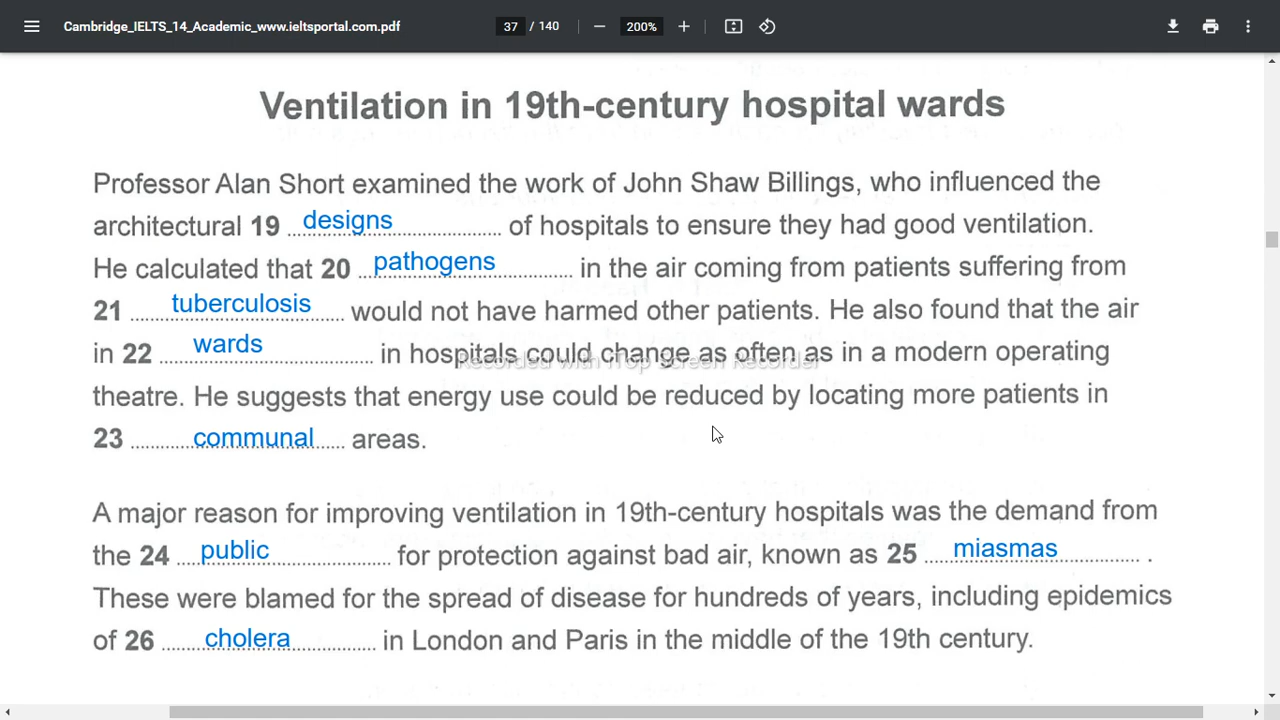 Cambridge_IELTS_14_Academic_www.ieltsportal.com.pdf 37 / 140 200%
Ventilation in 19th-century hospital wards
Professor Alan Short examined the work of John Shaw Billings, who influenced the
architectural 19 designs of hospitals to ensure they had good ventilation.
He calculated that 20 pathogens in the air coming from patients suffering from
21 tuberculosis would not have harmed other patients. He also found that the air
in 22 wards in hospitals could change as often as in a modern operating
Recorded with iTop Screen Recorder
theatre. He suggests that energy use could be reduced by locating more patients in
23 communal areas.
A major reason for improving ventilation in 19th-century hospitals was the demand from
the 24 public for protection against bad air, known as 25 miasmas .
These were blamed for the spread of disease for hundreds of years, including epidemics
of 26 cholera in London and Paris in the middle of the 19th century.